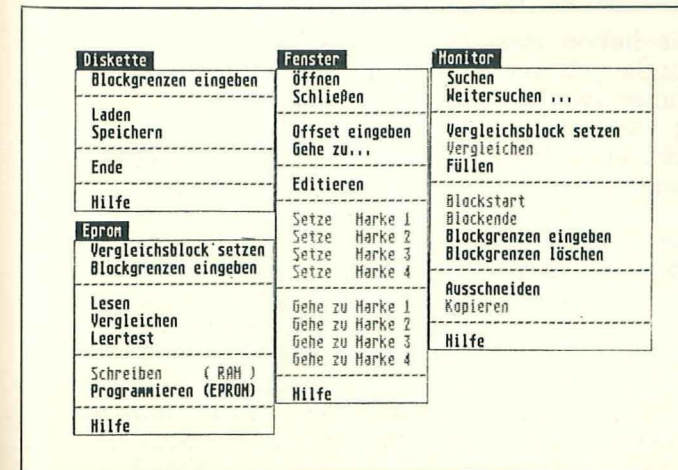 Diskette
Blockgrenzen eingeben
Laden
Speichern
Ende
Hilfe
Eprom
Vergleichsblock setzen
Blockgrenzen eingeben
Lesen
Vergleichen
Leertest
Schreiben ( RAM )
Programmieren (EPROM)
Hilfe
Fenster
Öffnen
Schließen
Offset eingeben
Gehe zu...
Editieren
Setze Marke 1
Setze Marke 2
Setze Marke 3
Setze Marke 4
Gehe zu Marke 1
Gehe zu Marke 2
Gehe zu Marke 3
Gehe zu Marke 4
Hilfe
Monitor
Suchen
Weitersuchen ...
Vergleichsblock setzen
Vergleichen
Füllen
Blockstart
Blockende
Blockgrenzen eingeben
Blockgrenzen löschen
Ausschneiden
Kopieren
Hilfe